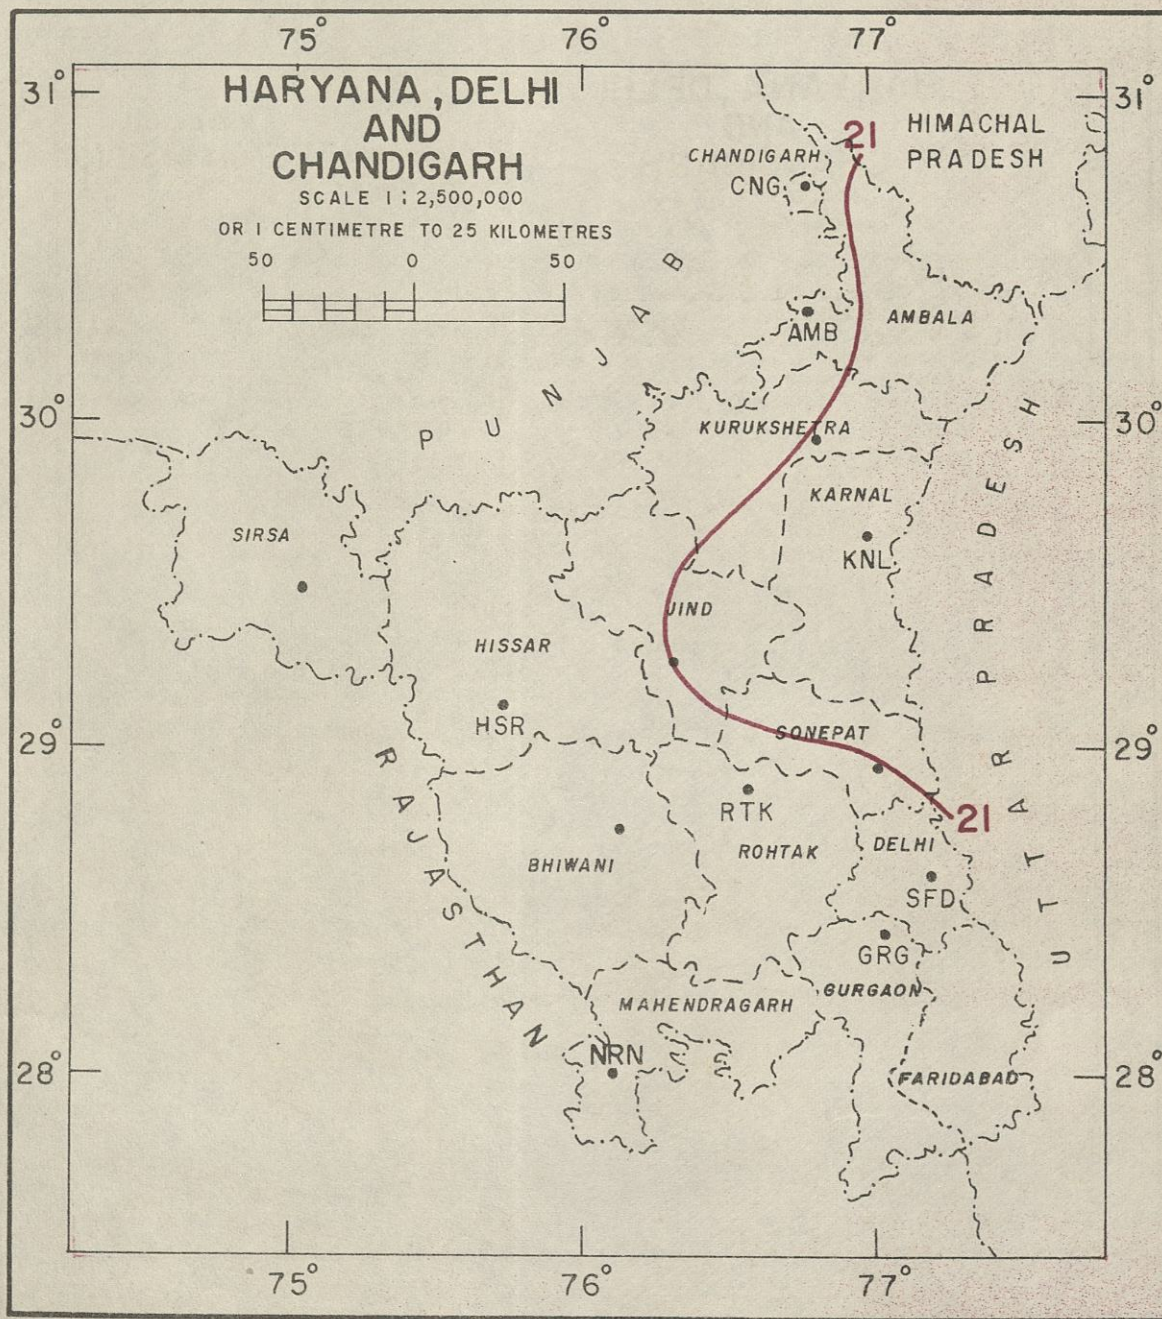 75° 76° 77°
31° 31°
HARYANA, DELHI
AND
CHANDIGARH
SCALE 1:2,500,000
OR 1 CENTIMETRE TO 25 KILOMETRES
50 0 50
21
HIMACHAL
PRADESH
CHANDIGARH
CNG
PUNJAB
AMB
AMBALA
30° 30°
KURUKSHETRA
KARNAL
KNL
SIRSA
JIND
HISSAR
HSR
UTTAR PRADESH
29° 29°
SONEPAT
RAJASTHAN
RTK
ROHTAK
21
BHIWANI
DELHI
SFD
GRG
GURGAON
MAHENDRAGARH
NRN
28° 28°
FARIDABAD
75° 76° 77°